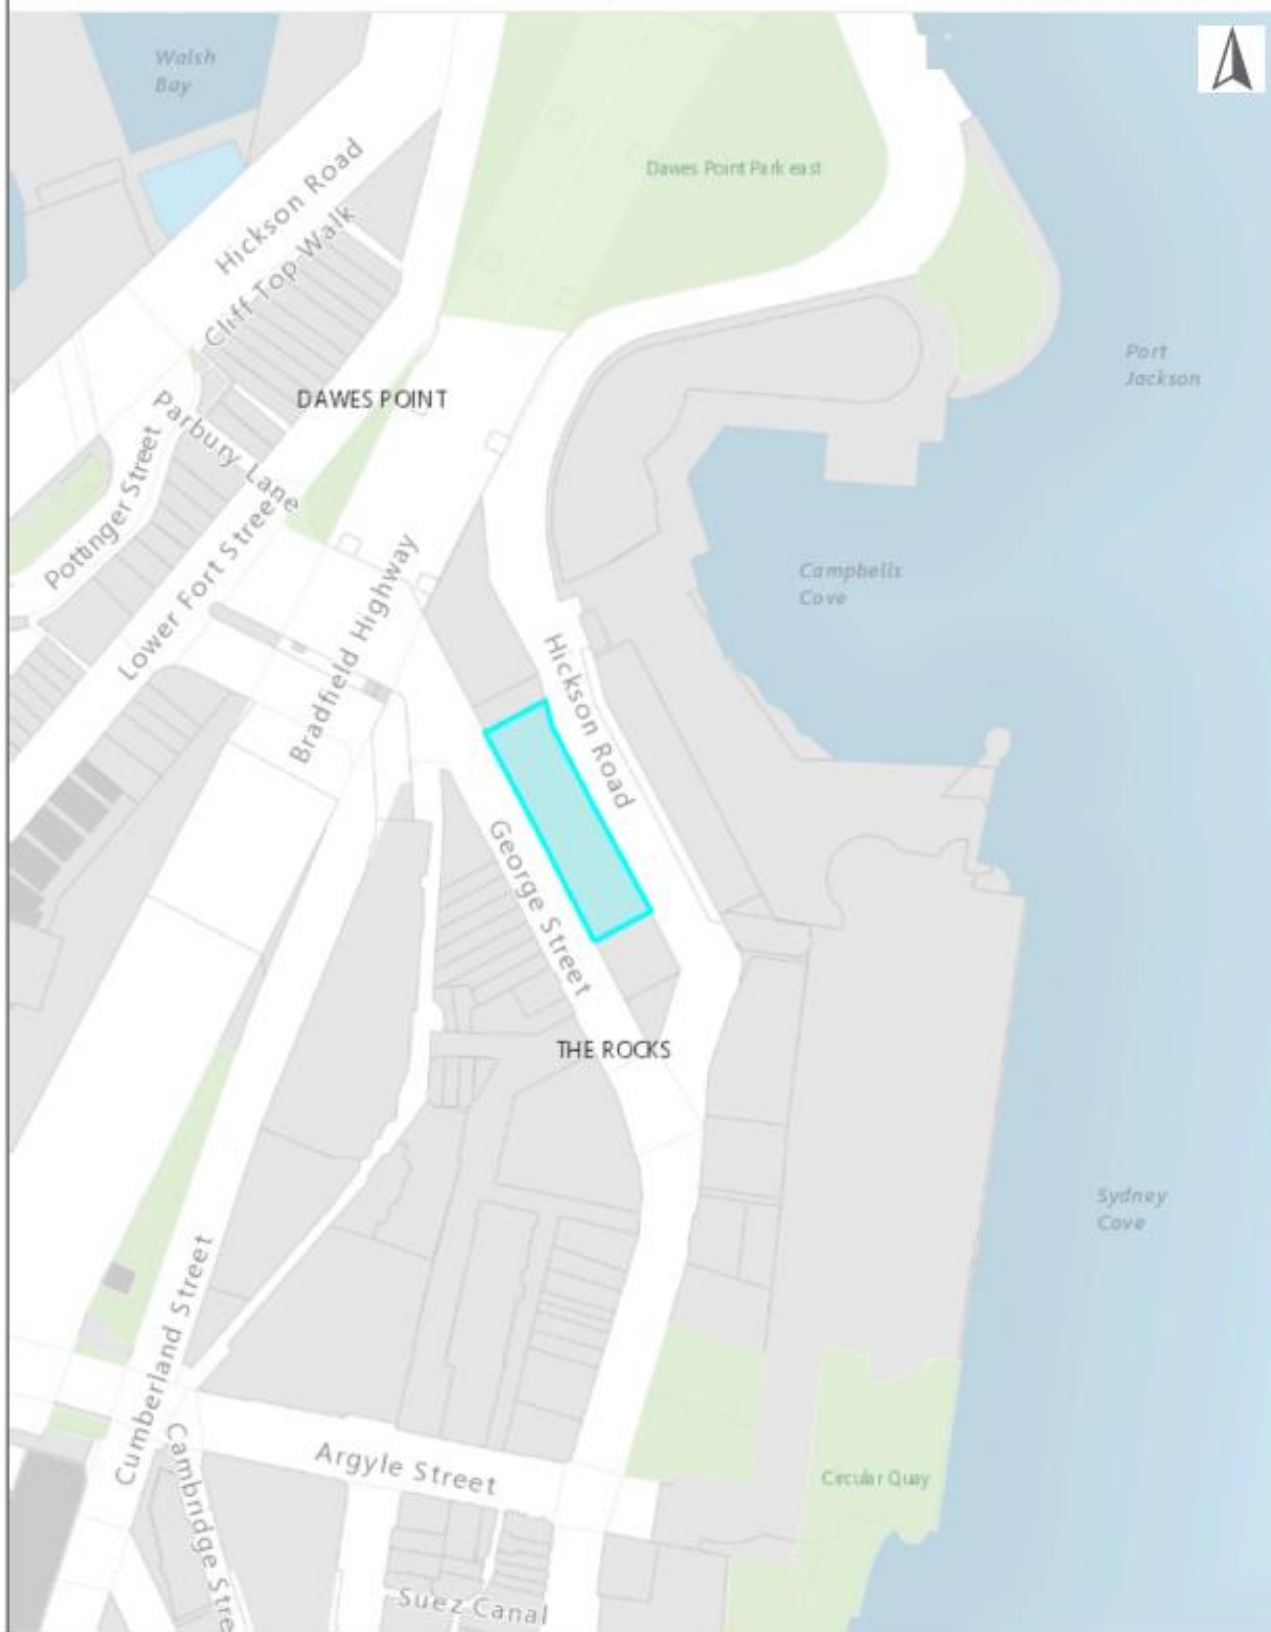 Walsh
Bay
Hickson Road
Cliff Top Walk
Dawes Point Park east
Port
Jackson
DAWES POINT
Parbury Lane
Pottinger Street
Lower Fort Street
Bradfield Highway
Campbells
Cove
Hickson Road
George Street
THE ROCKS
Sydney
Cove
Cumberland Street
Cambridge Stre
Argyle Street
Circular Quay
Suez Canal